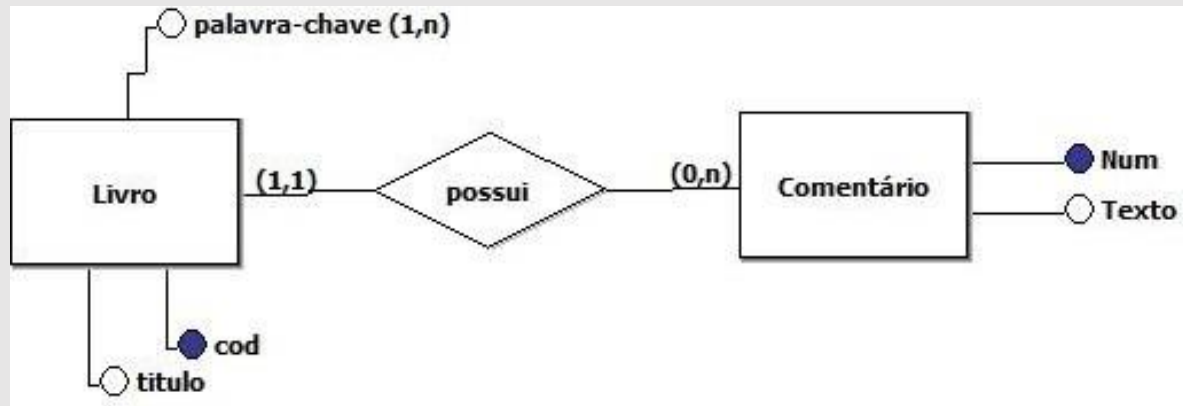 palavra-chave (1,n)
Livro
(1,1)
possui
(0,n)
Comentário
Num
Texto
cod
titulo